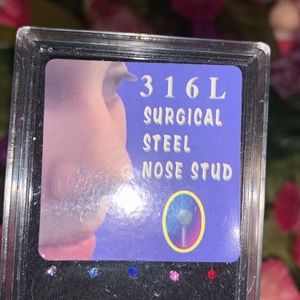 316L
SURGICAL
STEEL
NOSE STUD